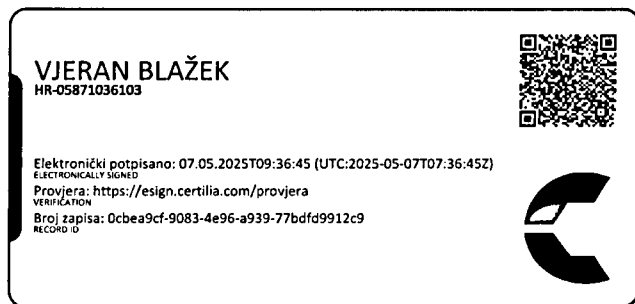 VJERAN BLAŽEK
HR-05871036103
Elektronički potpisano: 07.05.2025T09:36:45 (UTC:2025-05-07T07:36:45Z)
ELECTRONICALLY SIGNED
Provjera: https://esign.certilia.com/provjera
VERIFICATION
Broj zapisa: 0cbea9cf-9083-4e96-a939-77bdfd9912c9
RECORD ID